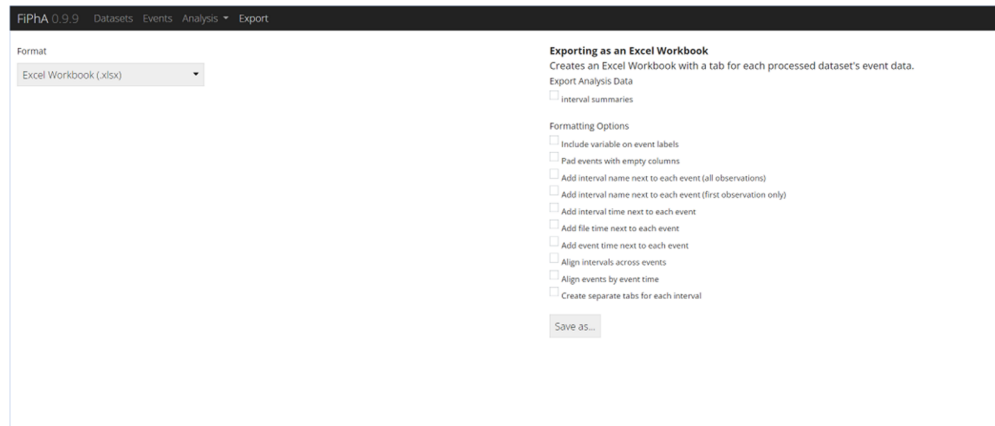 FiPhA 0.9.9 Datasets Events Analysis Export
Format
Excel Workbook (.xlsx)
Exporting as an Excel Workbook
Creates an Excel Workbook with a tab for each processed dataset's event data.
Export Analysis Data
interval summaries
Formatting Options
Include variable on event labels
Pad events with empty columns
Add interval name next to each event (all observations)
Add interval name next to each event (first observation only)
Add interval time next to each event
Add file time next to each event
Add event time next to each event
Align intervals across events
Align events by event time
Create separate tabs for each interval
Save as...